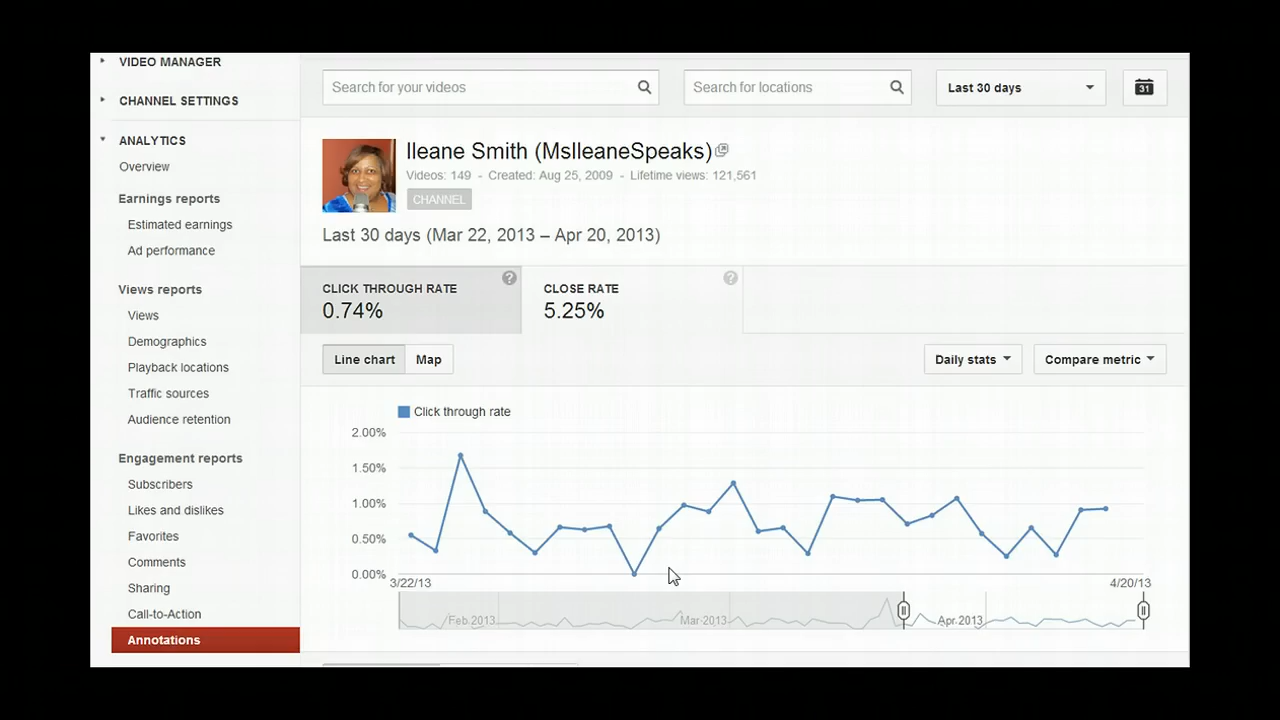 VIDEO MANAGER
CHANNEL SETTINGS
ANALYTICS
Overview
Earnings reports
Estimated earnings
Ad performance
Views reports
Views
Demographics
Playback locations
Traffic sources
Audience retention
Engagement reports
Subscribers
Likes and dislikes
Favorites
Comments
Sharing
Call-to-Action
Annotations
Search for your videos
Search for locations
Last 30 days
31
Ileane Smith (MsIleaneSpeaks)
Videos: 149 - Created: Aug 25, 2009 - Lifetime views: 121,561
CHANNEL
Last 30 days (Mar 22, 2013 – Apr 20, 2013)
CLICK THROUGH RATE ?
0.74%
CLOSE RATE ?
5.25%
Line chart Map
Daily stats Compare metric
Click through rate
2.00%
1.50%
1.00%
0.50%
0.00%
3/22/13 4/20/13
Feb 2013 Mar 2013 Apr 2013